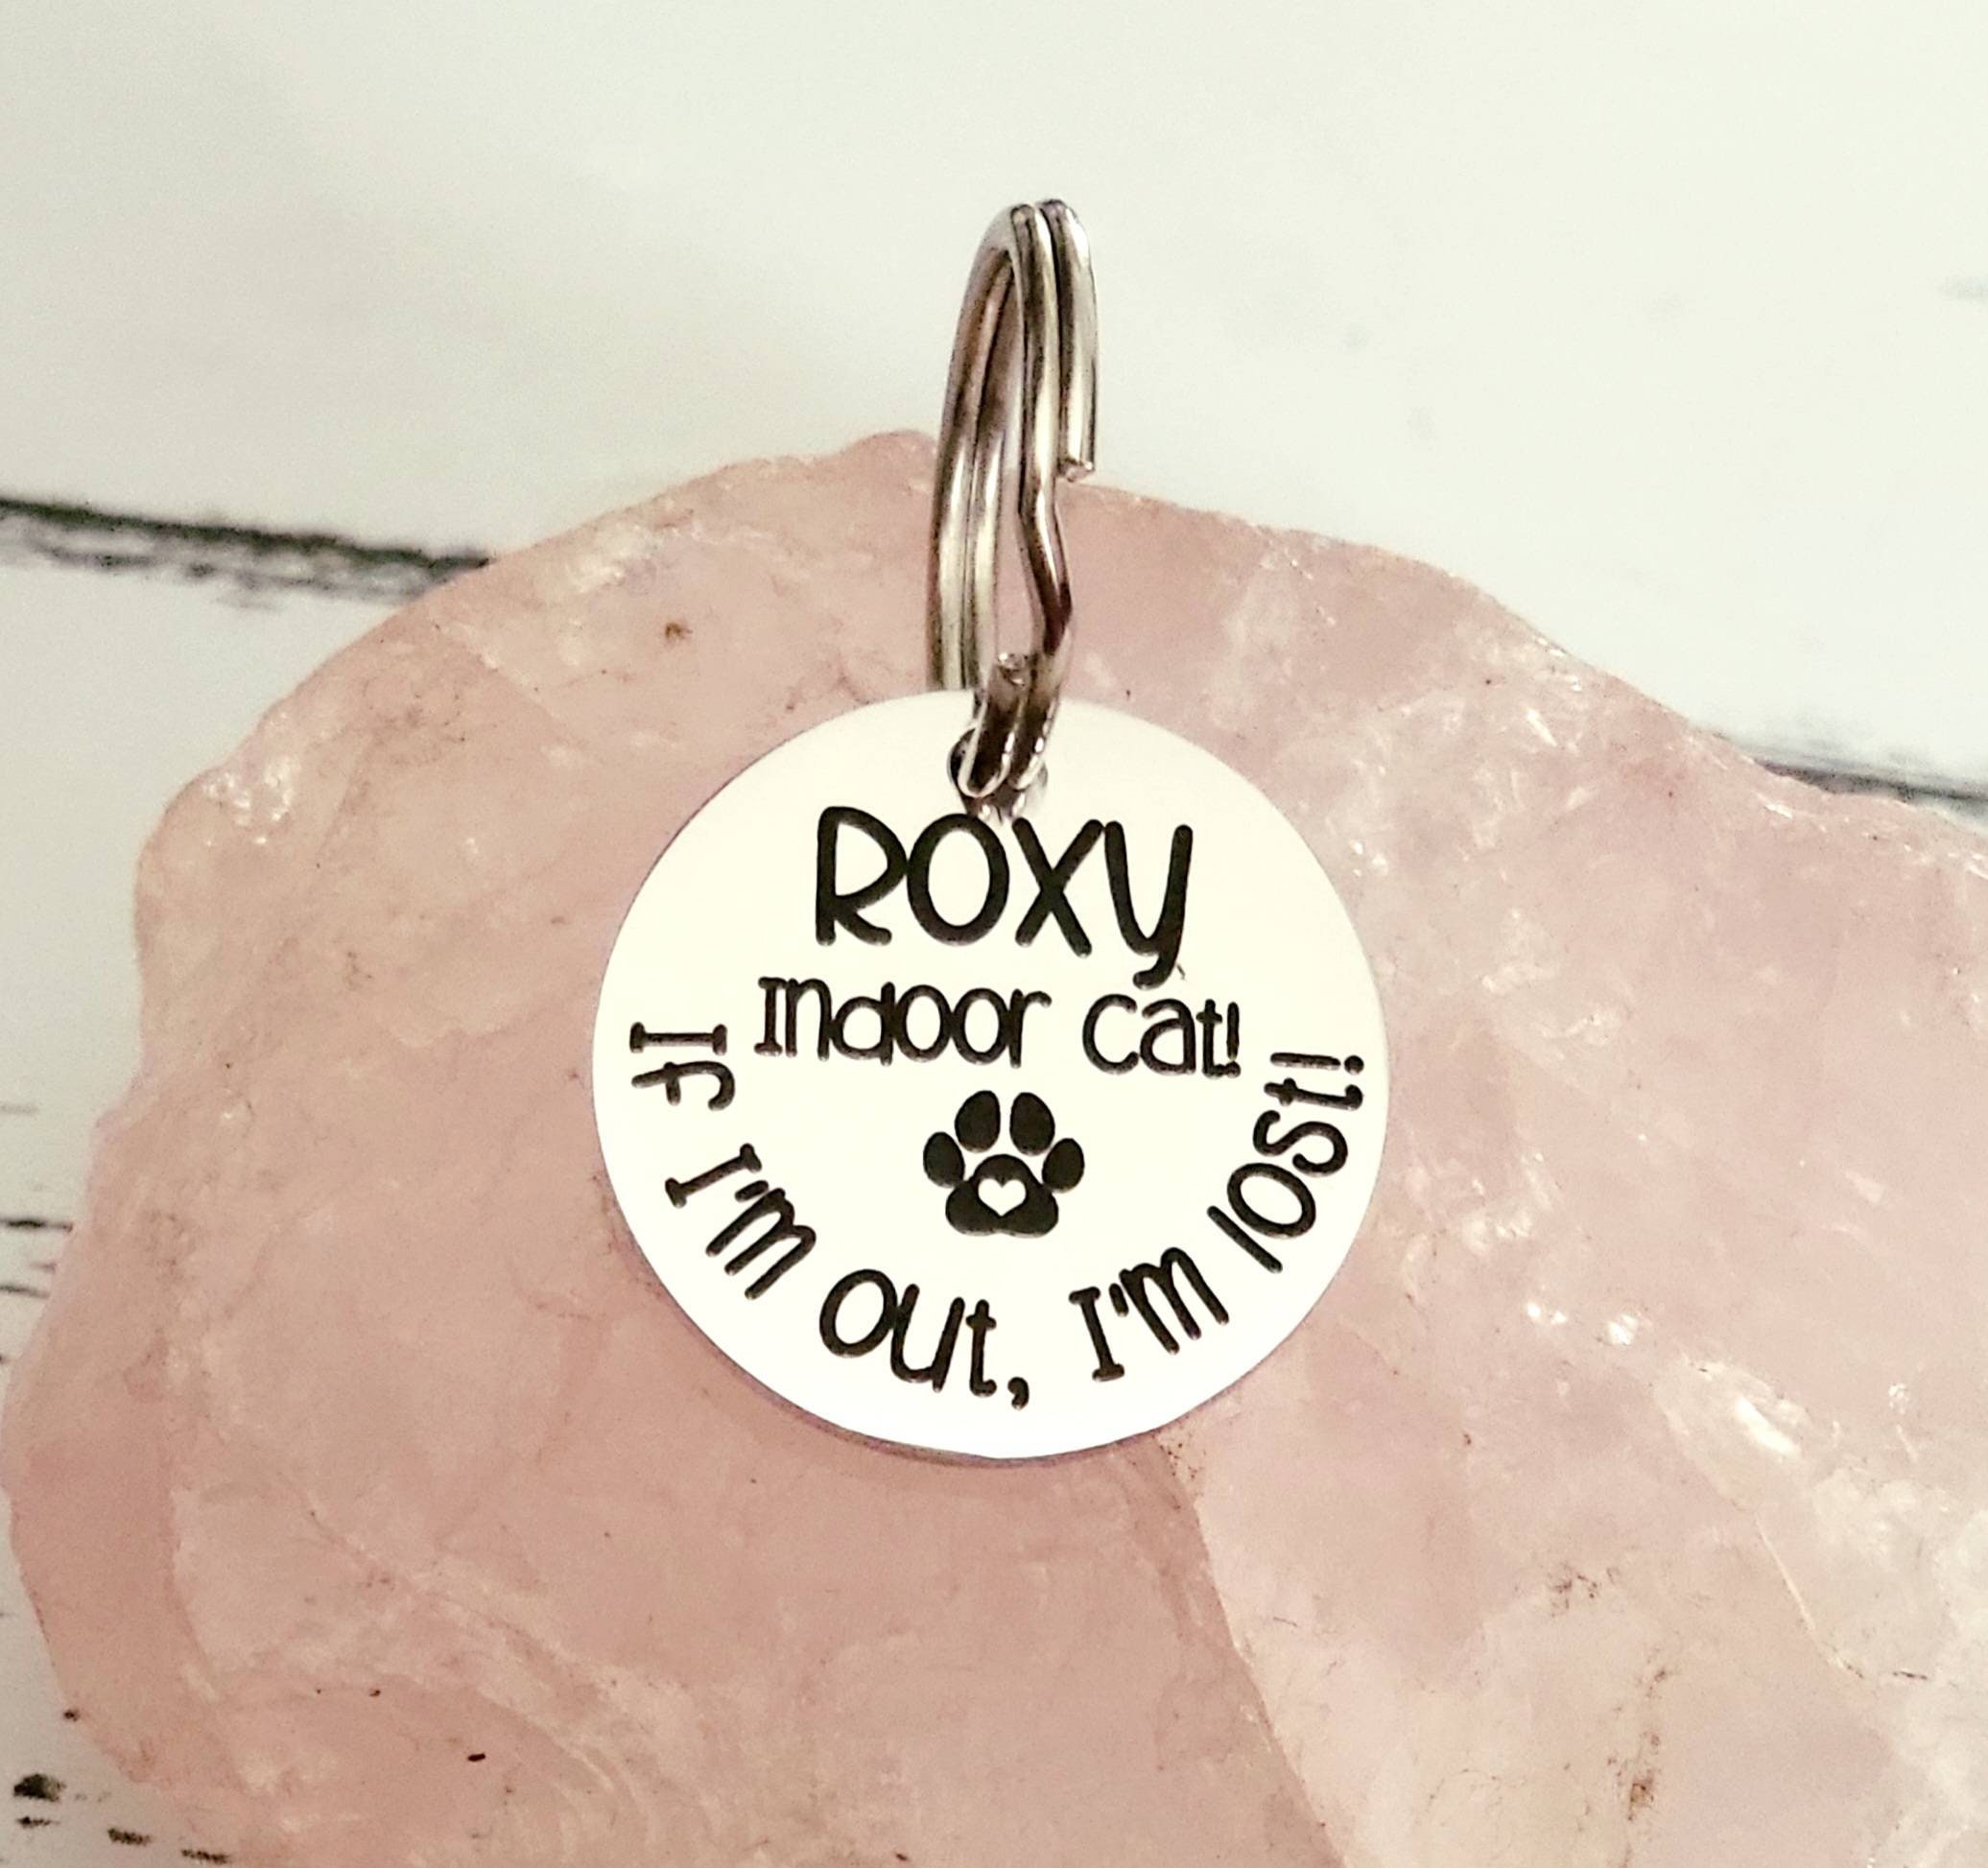 Roxy
Indoor cat!
If I'm out, I'm lost!